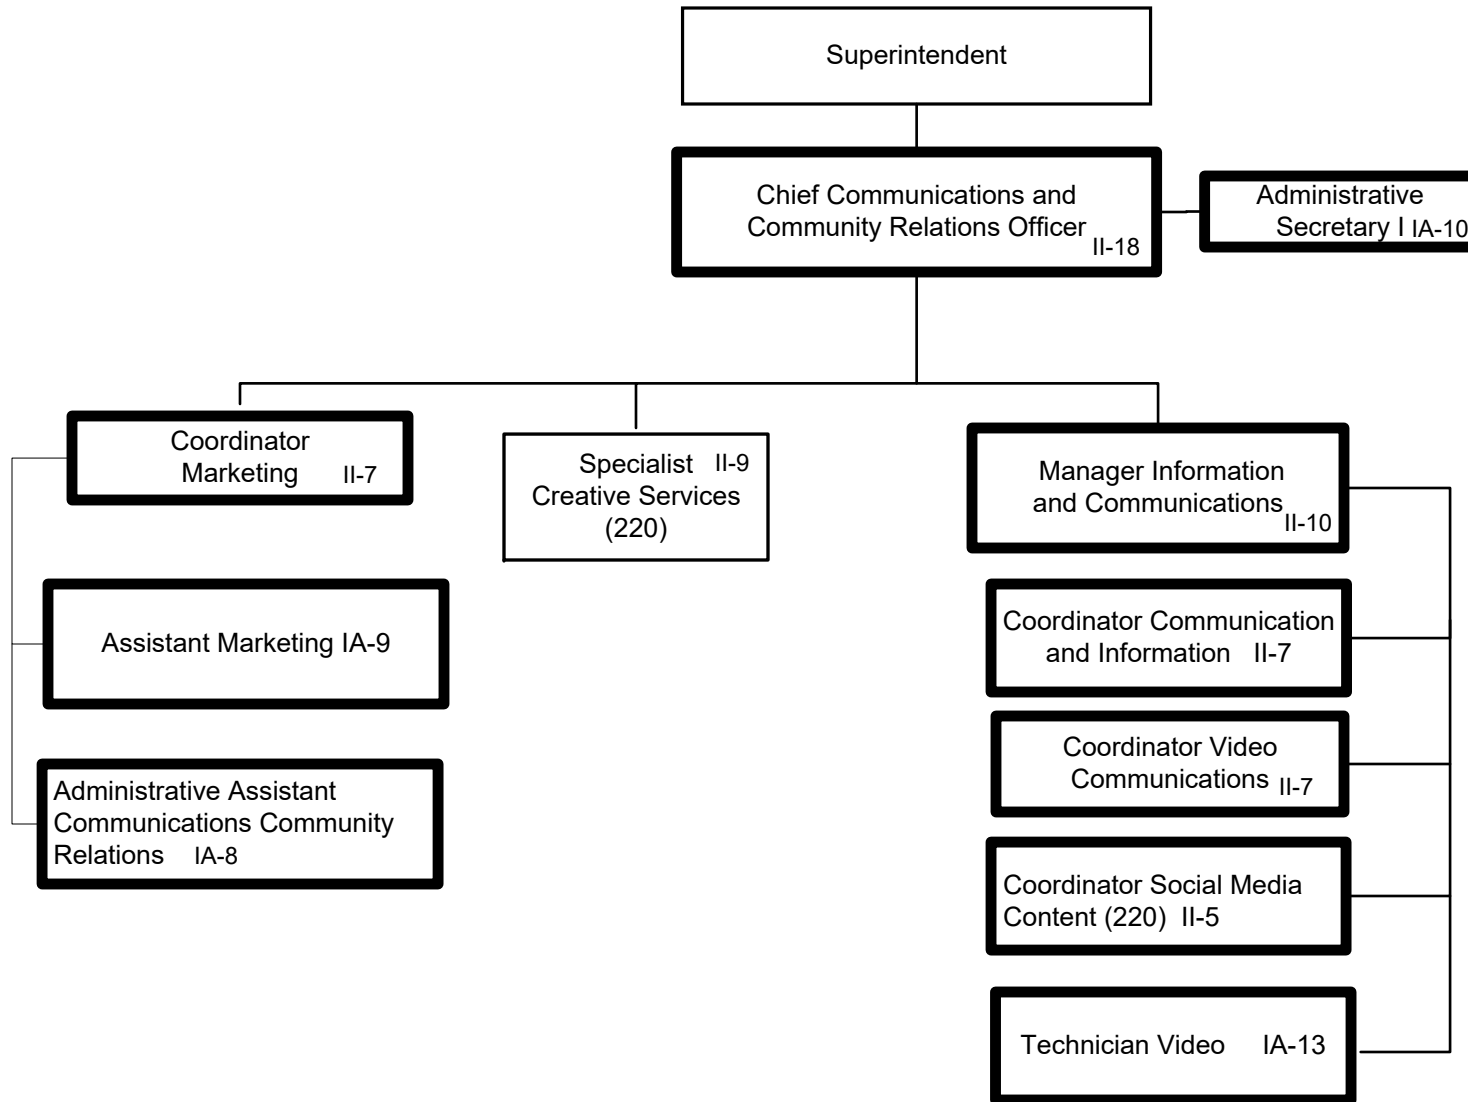 Superintendent
Chief Communications and
Community Relations Officer
II-18
Administrative
Secretary I IA-10
Coordinator
Marketing II-7
Specialist II-9
Creative Services
(220)
Manager Information
and Communications
II-10
Assistant Marketing IA-9
Administrative Assistant
Communications Community
Relations IA-8
Coordinator Communication
and Information II-7
Coordinator Video
Communications II-7
Coordinator Social Media
Content (220) II-5
Technician Video IA-13